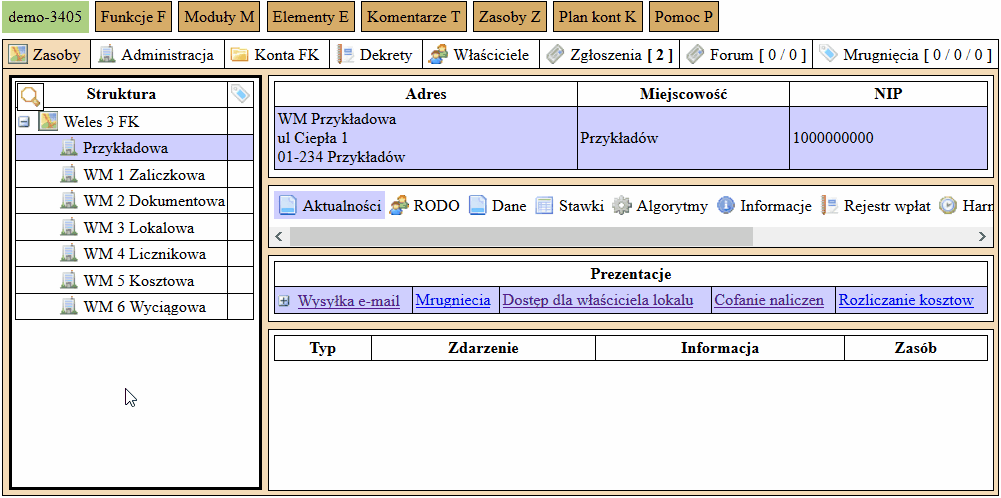 demo-3405 Funkcje F Moduły M Elementy E Komentarze T Zasoby Z Plan kont K Pomoc P
Zasoby Administracja Konta FK Dekrety Właściciele Zgłoszenia [ 2 ] Forum [ 0 / 0 ] Mrugnięcia [ 0 / 0 / 0 ]
Struktura
Weles 3 FK
Przykładowa
WM 1 Zaliczkowa
WM 2 Dokumentowa
WM 3 Lokalowa
WM 4 Licznikowa
WM 5 Kosztowa
WM 6 Wyciągowa
Adres Miejscowość NIP
WM Przykładowa
ul Ciepła 1
01-234 Przykładów
Przykładów
1000000000
Aktualności RODO Dane Stawki Algorytmy Informacje Rejestr wpłat Harm
Prezentacje
Wysyłka e-mail Mrugniecia Dostęp dla właściciela lokalu Cofanie naliczen Rozliczanie kosztow
Typ Zdarzenie Informacja Zasób